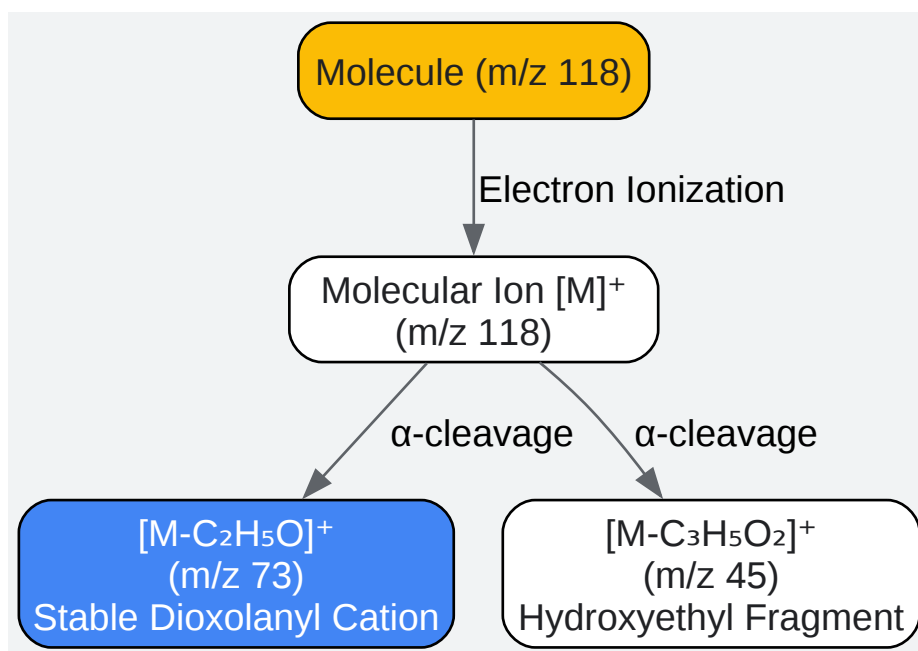 Molecule (m/z 118)
Electron Ionization
Molecular Ion [M]⁺
(m/z 118)
α-cleavage
α-cleavage
[M-C₂H₅O]⁺
(m/z 73)
Stable Dioxolanyl Cation
[M-C₃H₅O₂]⁺
(m/z 45)
Hydroxyethyl Fragment